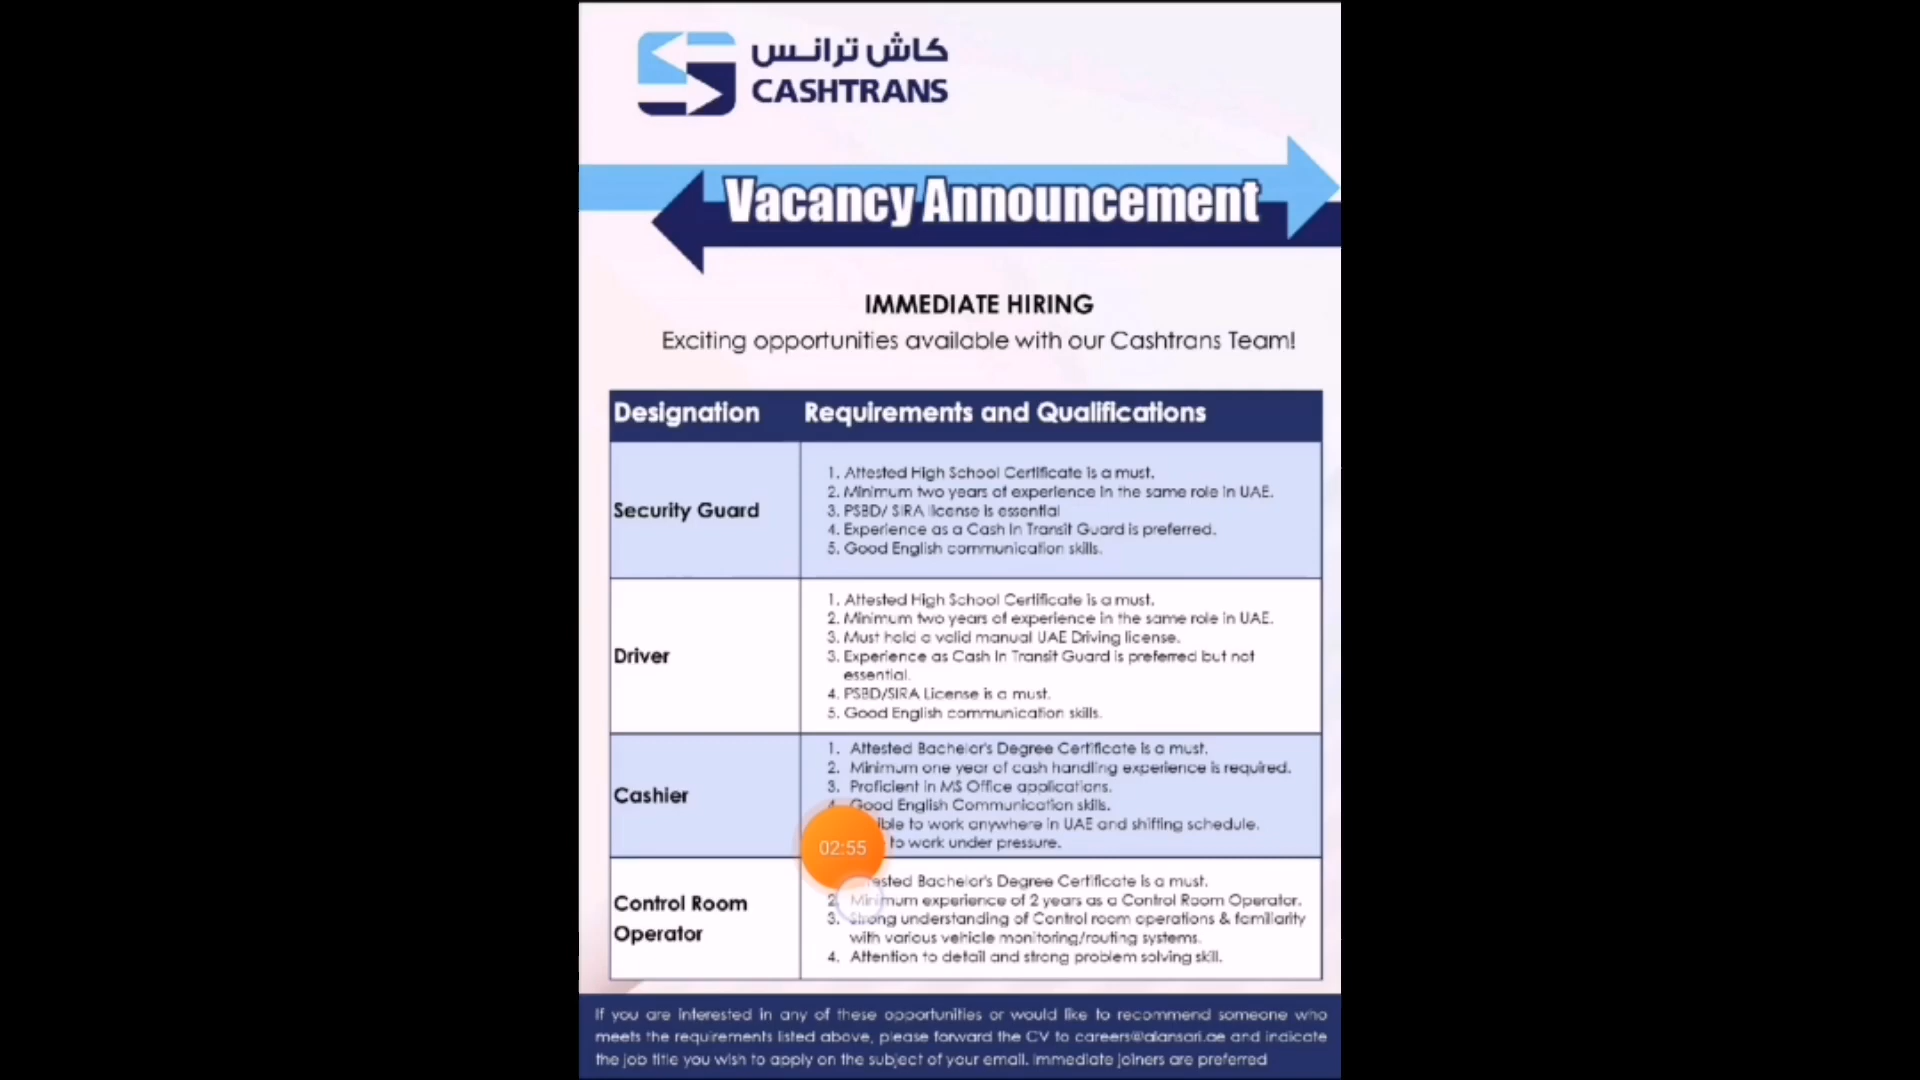 كاش ترانس
CASHTRANS
Vacancy Announcement
IMMEDIATE HIRING
Exciting opportunities available with our Cashtrans Team!
Designation Requirements and Qualifications
Security Guard
1. Attested High School Certificate is a must.
2. Minimum two years of experience in the same role in UAE.
3. PSBD/ SIRA license is essential
4. Experience as a Cash In Transit Guard is preferred.
5. Good English communication skills.
Driver
1. Attested High School Certificate is a must.
2. Minimum two years of experience in the same role in UAE.
3. Must hold a valid manual UAE Driving license.
3. Experience as Cash In Transit Guard is preferred but not
essential.
4. PSBD/SIRA License is a must.
5. Good English communication skills.
Cashier
1. Attested Bachelor's Degree Certificate is a must.
2. Minimum one year of cash handling experience is required.
3. Proficient in MS Office applications.
4. Good English Communication skills.
to work anywhere in UAE and shifting schedule.
to work under pressure.
02:55
Control Room
Operator
Bachelor's Degree Certificate is a must.
2. Minimum experience of 2 years as a Control Room Operator.
3. Strong understanding of Control room operations & familiarity
with various vehicle monitoring/routing systems.
4. Attention to detail and strong problem solving skill.
If you are interested in any of these opportunities or would like to recommend someone who
meets the requirements listed above, please forward the CV to careers@alansari.ae and indicate
the job title you wish to apply on the subject of your email. Immediate joiners are preferred